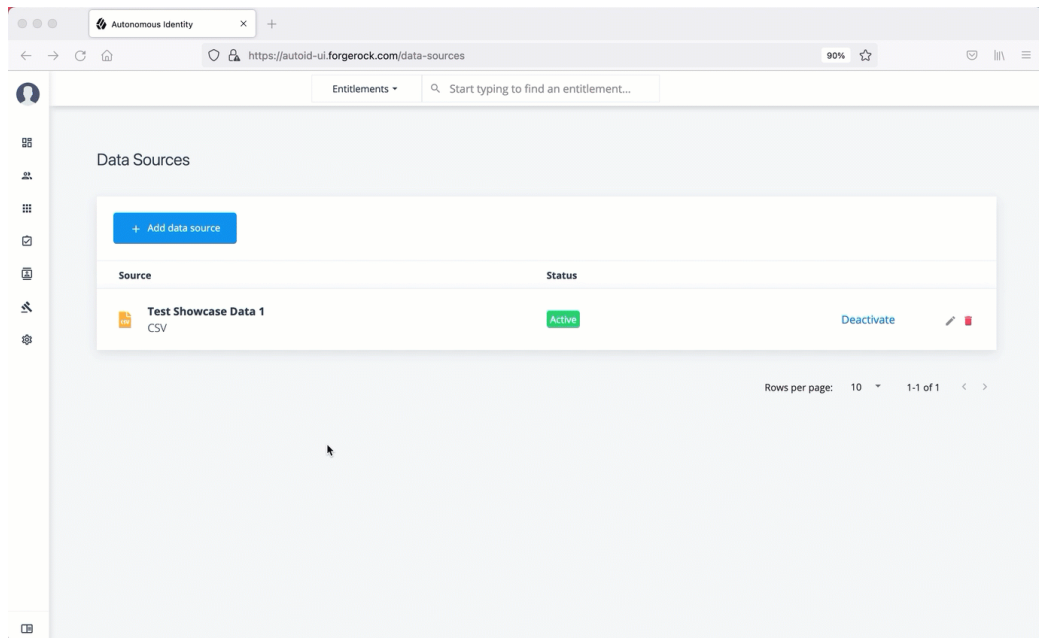 Autonomous Identity
https://autoid-ui.forgerock.com/data-sources
90%
Entitlements
Start typing to find an entitlement...
Data Sources
+ Add data source
Source Status
Test Showcase Data 1
CSV
Active
Deactivate
Rows per page: 10 1-1 of 1